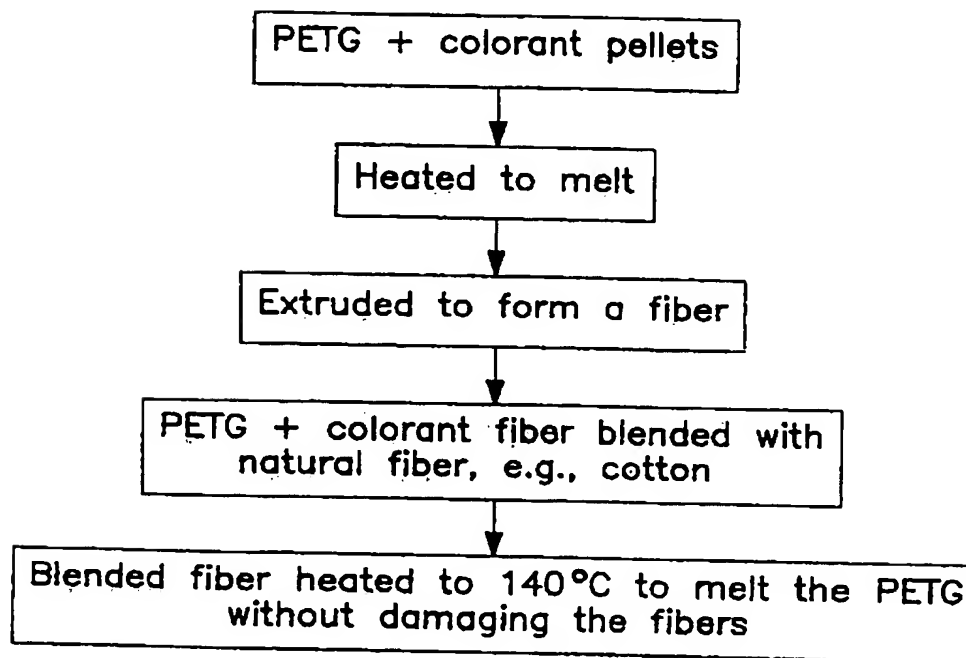 PETG + colorant pellets
Heated to melt
Extruded to form a fiber
PETG + colorant fiber blended with
natural fiber, e.g., cotton
Blended fiber heated to 140°C to melt the PETG
without damaging the fibers